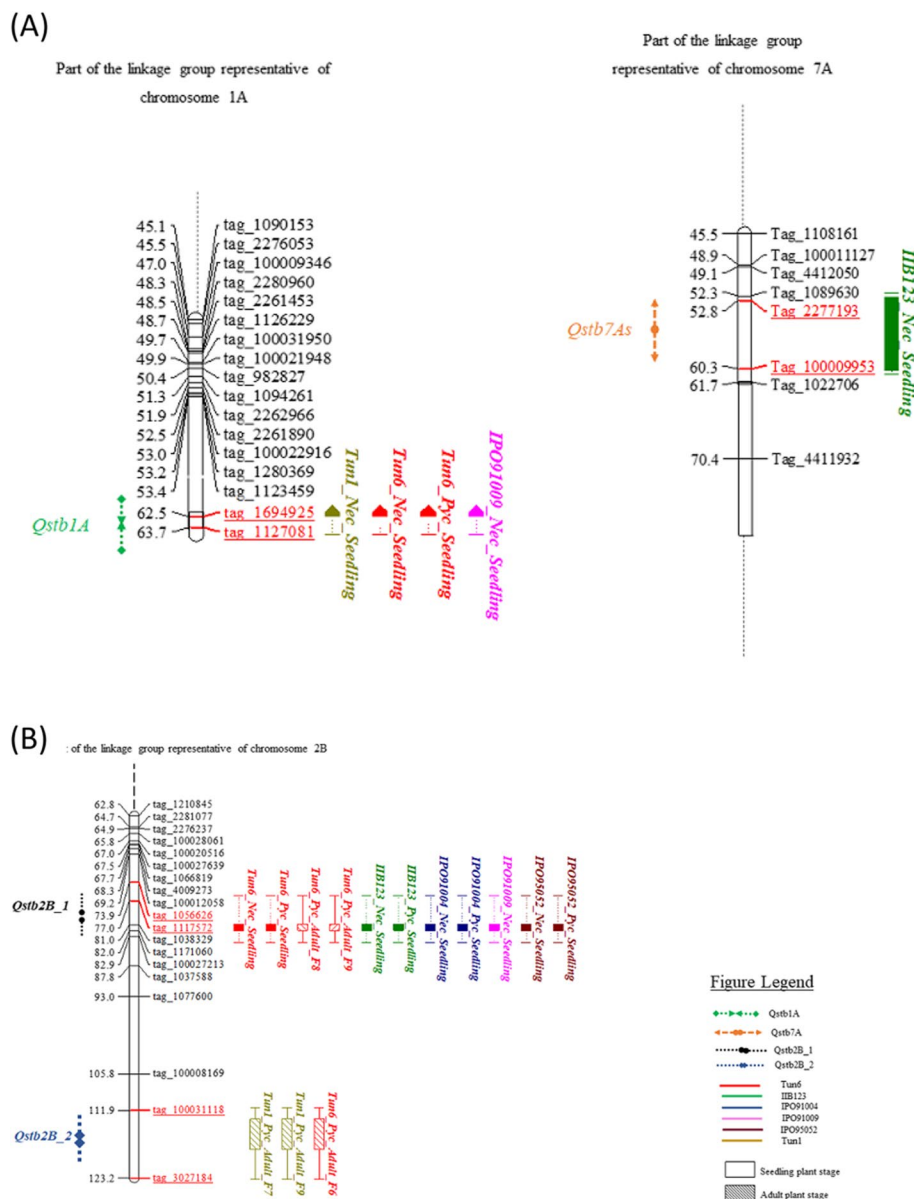 (A)
Part of the linkage group representative of
chromosome 1A
45.1 tag_1090153
45.5 tag_2276053
47.0 tag_100009346
48.3 tag_2280960
48.5 tag_2261453
48.7 tag_1126229
49.7 tag_100031950
49.9 tag_100021948
50.4 tag_982827
51.3 tag_1094261
51.9 tag_2262966
52.5 tag_2261890
53.0 tag_100022916
53.2 tag_1280369
53.4 tag_1123459
62.5 tag_1694925
63.7 tag_1127081
Qstb1A
Tun1_Nec_Seedling
Tun6_Nec_Seedling
Tun6_Pyc_Seedling
IPO91009_Nec_Seedling
Part of the linkage group
representative of chromosome 7A
45.5 Tag_1108161
48.9 Tag_100011127
49.1 Tag_4412050
52.3 Tag_1089630
52.8 Tag_2277193
60.3 Tag_100009953
61.7 Tag_1022706
70.4 Tag_4411932
Qstb7As
IIB123_Nec_Seedling
(B)
: of the linkage group representative of chromosome 2B
62.8 tag_1210845
64.7 tag_2281077
64.9 tag_2276237
65.8 tag_100028061
67.0 tag_100020516
67.5 tag_100027639
67.7 tag_1066819
68.3 tag_4009273
69.2 tag_100012058
73.9 tag_1056626
77.0 tag_1117572
81.0 tag_1038329
82.0 tag_1171060
82.9 tag_100027213
87.8 tag_1037588
93.0 tag_1077600
105.8 tag_100008169
111.9 tag_100031118
123.2 tag_3027184
Qstb2B_1
Qstb2B_2
Tun6_Nec_Seedling
Tun6_Pyc_Seedling
Tun6_Pyc_Adult_F8
Tun6_Pyc_Adult_F9
IIB123_Nec_Seedling
IIB123_Pyc_Seedling
IPO91004_Nec_Seedling
IPO91004_Pyc_Seedling
IPO91009_Nec_Seedling
IPO95052_Nec_Seedling
IPO95052_Pyc_Seedling
Tun1_Pyc_Adult_F7
Tun1_Pyc_Adult_F9
Tun6_Pyc_Adult_F6
Figure Legend
Qstb1A
Qstb7A
Qstb2B_1
Qstb2B_2
Tun6
IIB123
IPO91004
IPO91009
IPO95052
Tun1
Seedling plant stage
Adult plant stage